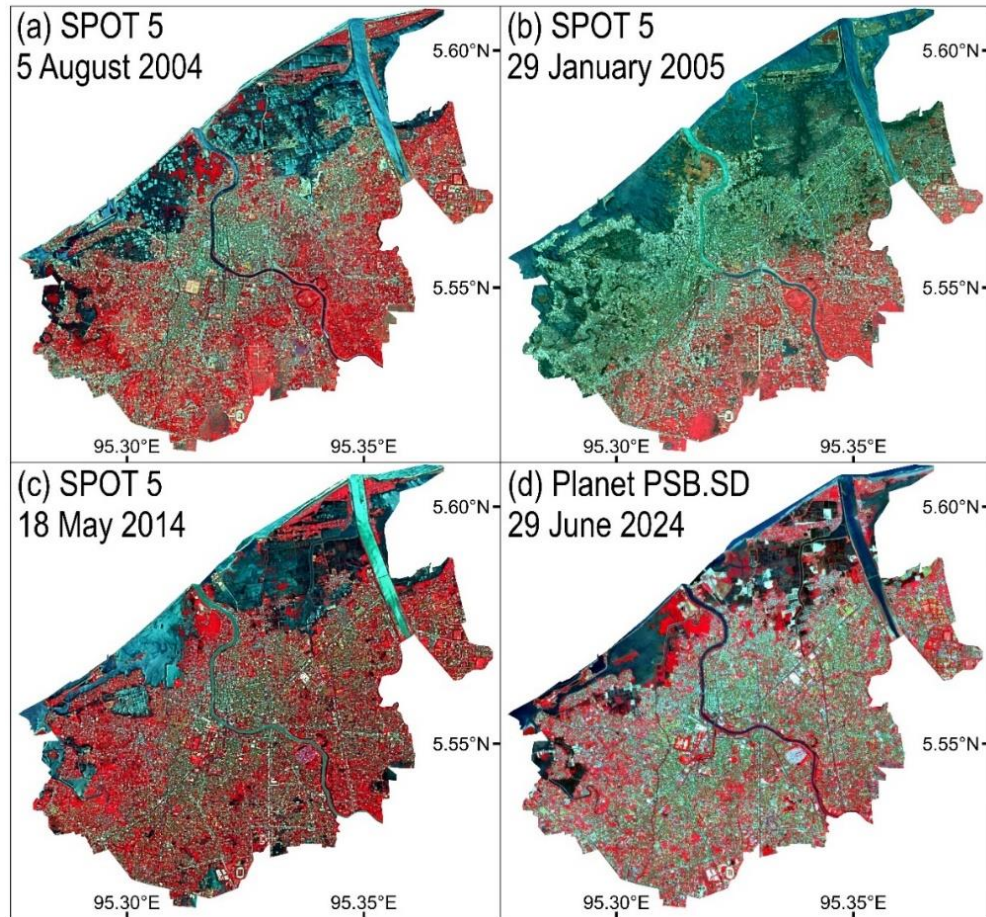 (a) SPOT 5
5 August 2004
5.60°N
5.55°N
95.30°E
95.35°E
(b) SPOT 5
29 January 2005
5.60°N
5.55°N
95.30°E
95.35°E
(c) SPOT 5
18 May 2014
5.60°N
5.55°N
95.30°E
95.35°E
(d) Planet PSB.SD
29 June 2024
5.60°N
5.55°N
95.30°E
95.35°E